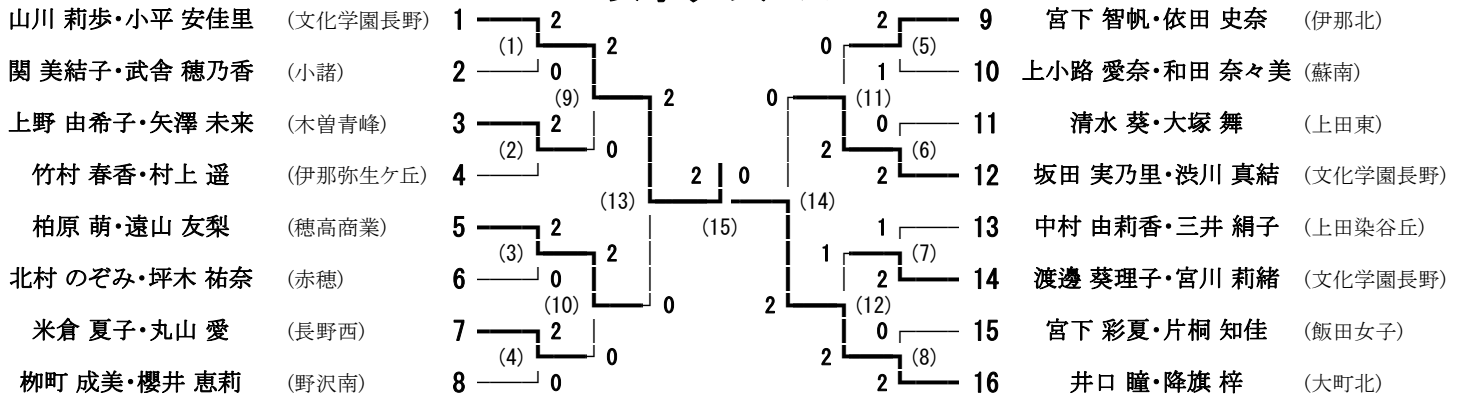 山川 莉歩・小平 安佳里 (文化学園長野) 1 2 2 9 宮下 智帆・依田 史奈 (伊那北)
(1) 2 0 (5)
関 美結子・武舎 穂乃香 (小諸) 2 0 1 10 上小路 愛奈・和田 奈々美 (蘇南)
(9) 2 0 (11)
上野 由希子・矢澤 未来 (木曽青峰) 3 2 0 11 清水 葵・大塚 舞 (上田東)
(2) 0 2 (6)
竹村 春香・村上 遥 (伊那弥生ケ丘) 4 2 0 2 12 坂田 実乃里・渋川 真結 (文化学園長野)
(13) (15) (14)
柏原 萌・遠山 友梨 (穂高商業) 5 2 1 13 中村 由莉香・三井 絹子 (上田染谷丘)
(3) 2 1 (7)
北村 のぞみ・坪木 祐奈 (赤穂) 6 0 2 14 渡邊 葵理子・宮川 莉緒 (文化学園長野)
(10) 0 2 (12)
米倉 夏子・丸山 愛 (長野西) 7 2 0 15 宮下 彩夏・片桐 知佳 (飯田女子)
(4) 0 2 (8)
栁町 成美・櫻井 恵莉 (野沢南) 8 0 2 16 井口 瞳・降旗 梓 (大町北)